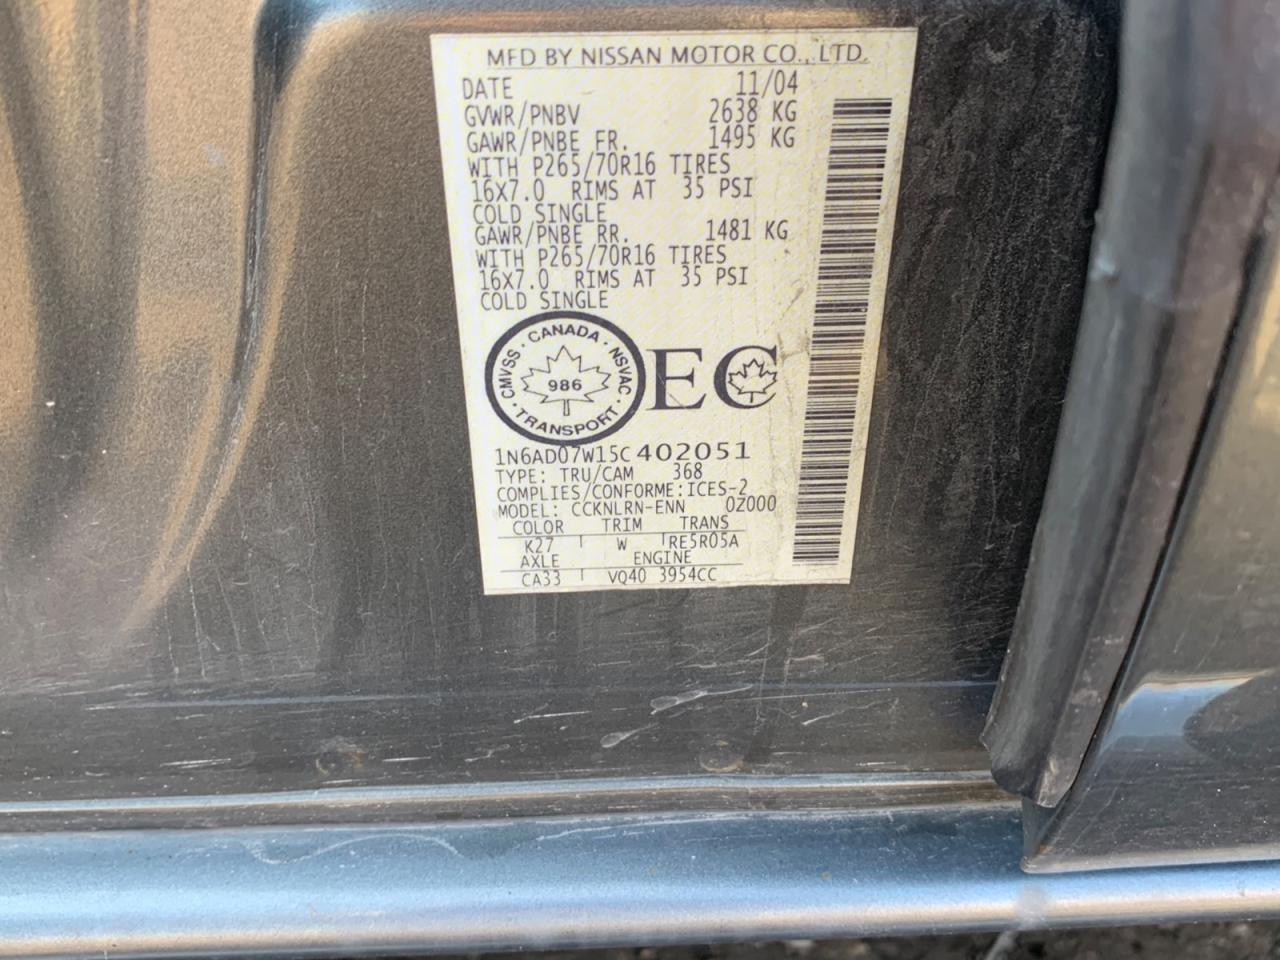 MFD BY NISSAN MOTOR CO., LTD.
DATE 11/04
GVWR/PNBV 2638 KG
GAWR/PNBE FR. 1495 KG
WITH P265/70R16 TIRES
16X7.0 RIMS AT 35 PSI
COLD SINGLE
GAWR/PNBE RR. 1481 KG
WITH P265/70R16 TIRES
16X7.0 RIMS AT 35 PSI
COLD SINGLE
CMVSS · CANADA · NSVAC · TRANSPORT ·
986
EC
1N6AD07W15C402051
TYPE: TRU/CAM 368
COMPLIES/CONFORME:ICES-2
MODEL: CCKNLRN-ENN 0Z000
COLOR TRIM TRANS
K27 W RE5R05A
AXLE ENGINE
CA33 VQ40 3954CC